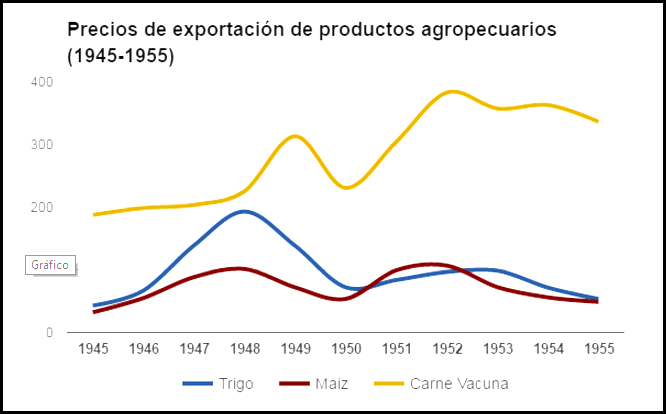 Precios de exportación de productos agropecuarios
(1945-1955)
400
300
200
Gráfico
0
1945 1946 1947 1948 1949 1950 1951 1952 1953 1954 1955
Trigo Maiz Carne Vacuna